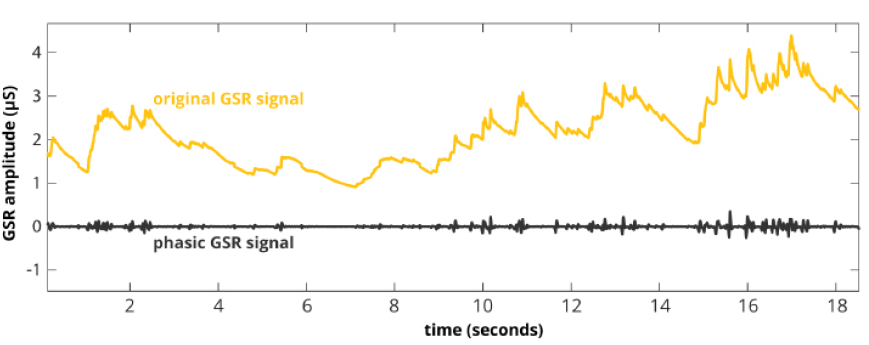 4
3
2
1
0
-1
GSR amplitude (µS)
original GSR signal
phasic GSR signal
2 4 6 8 10 12 14 16 18
time (seconds)